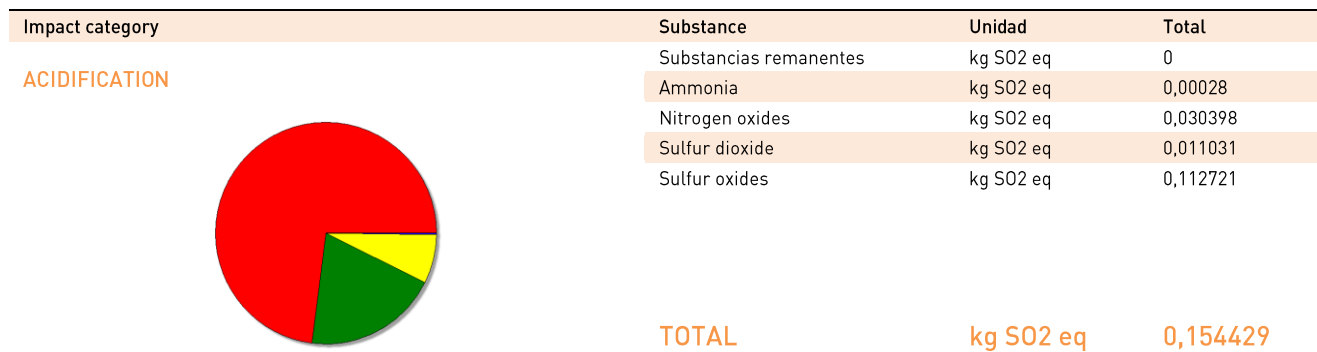 Impact category Substance Unidad Total
Substancias remanentes kg SO2 eq 0
ACIDIFICATION
Ammonia kg SO2 eq 0,00028
Nitrogen oxides kg SO2 eq 0,030398
Sulfur dioxide kg SO2 eq 0,011031
Sulfur oxides kg SO2 eq 0,112721
TOTAL kg SO2 eq 0,154429